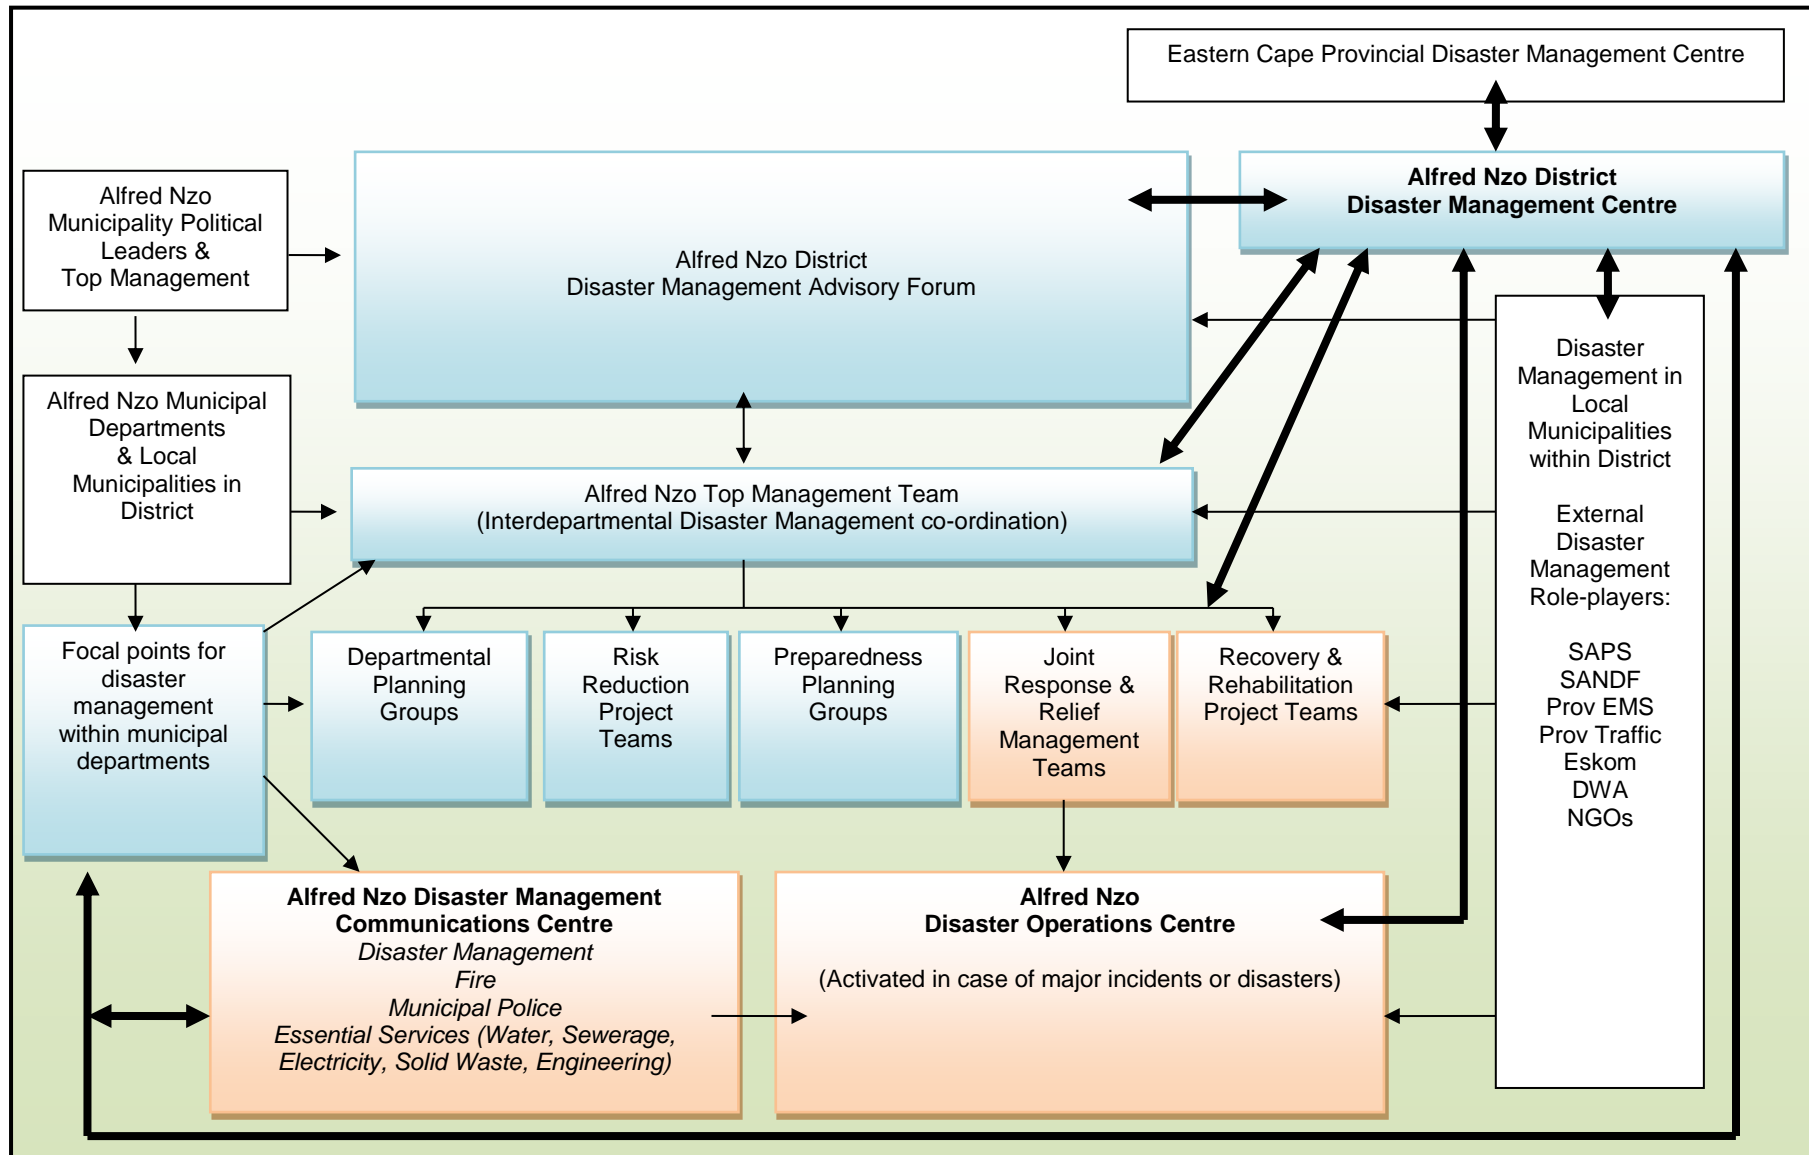 Eastern Cape Provincial Disaster Management Centre
Alfred Nzo District
Disaster Management Centre
Alfred Nzo
Municipality Political
Leaders &
Top Management
Alfred Nzo District
Disaster Management Advisory Forum
Alfred Nzo Municipal
Departments
& Local
Municipalities in
District
Alfred Nzo Top Management Team
(Interdepartmental Disaster Management co-ordination)
Disaster
Management in
Local
Municipalities
within District
External
Disaster
Management
Role-players:
SAPS
SANDF
Prov EMS
Prov Traffic
Eskom
DWA
NGOs
Focal points for
disaster
management
within municipal
departments
Departmental
Planning
Groups
Risk
Reduction
Project
Teams
Preparedness
Planning
Groups
Joint
Response &
Relief
Management
Teams
Recovery &
Rehabilitation
Project Teams
Alfred Nzo Disaster Management
Communications Centre
Disaster Management
Fire
Municipal Police
Essential Services (Water, Sewerage,
Electricity, Solid Waste, Engineering)
Alfred Nzo
Disaster Operations Centre
(Activated in case of major incidents or disasters)